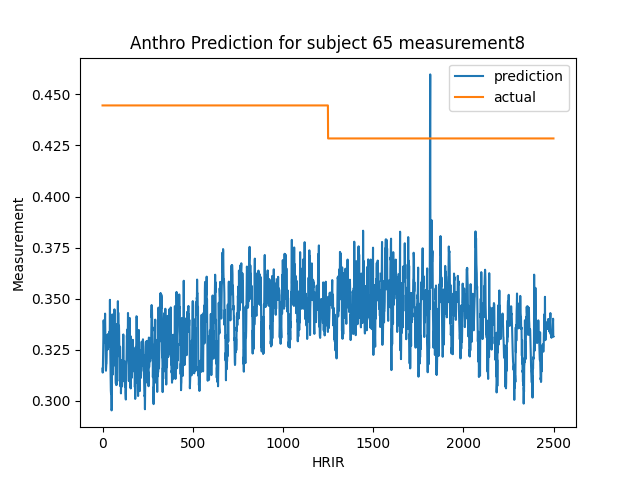 Anthro Prediction for subject 65 measurement8
prediction
actual
0.450
0.425
0.400
0.375
0.350
0.325
0.300
Measurement
0
500
1000
1500
2000
2500
HRIR